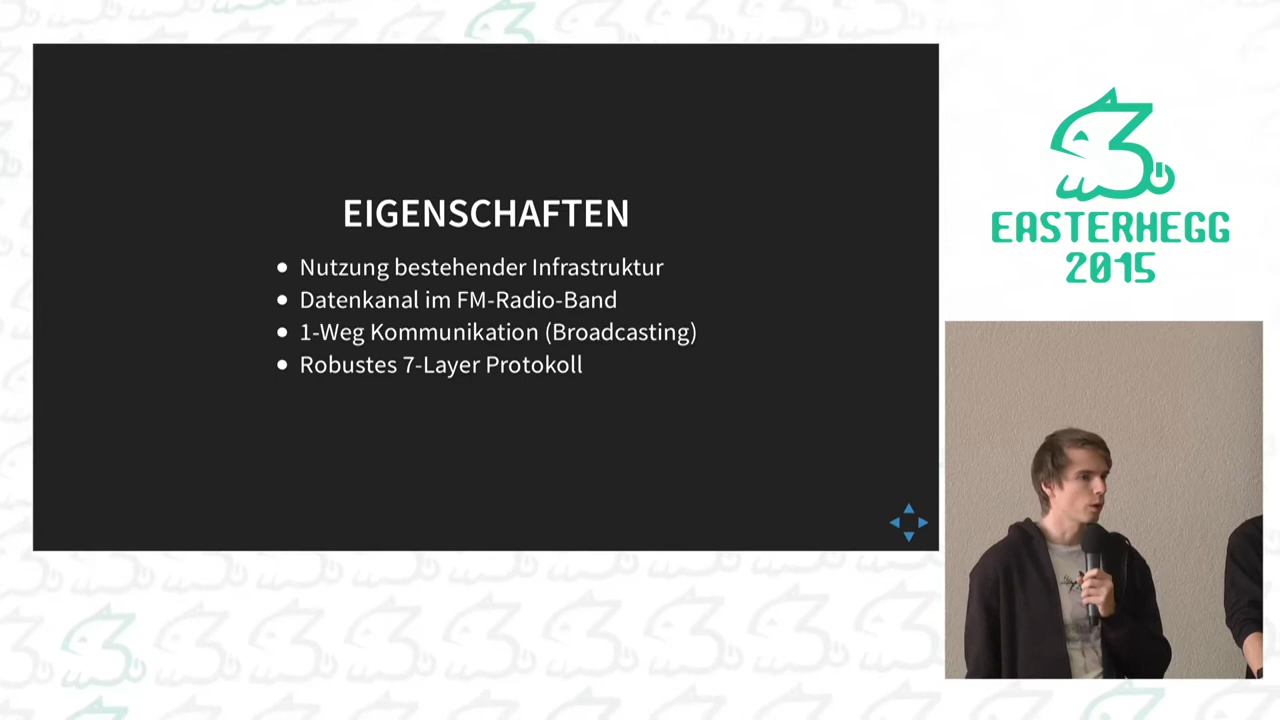 EIGENSCHAFTEN
Nutzung bestehender Infrastruktur
Datenkanal im FM-Radio-Band
1-Weg Kommunikation (Broadcasting)
Robustes 7-Layer Protokoll
EASTERHEGG
2015